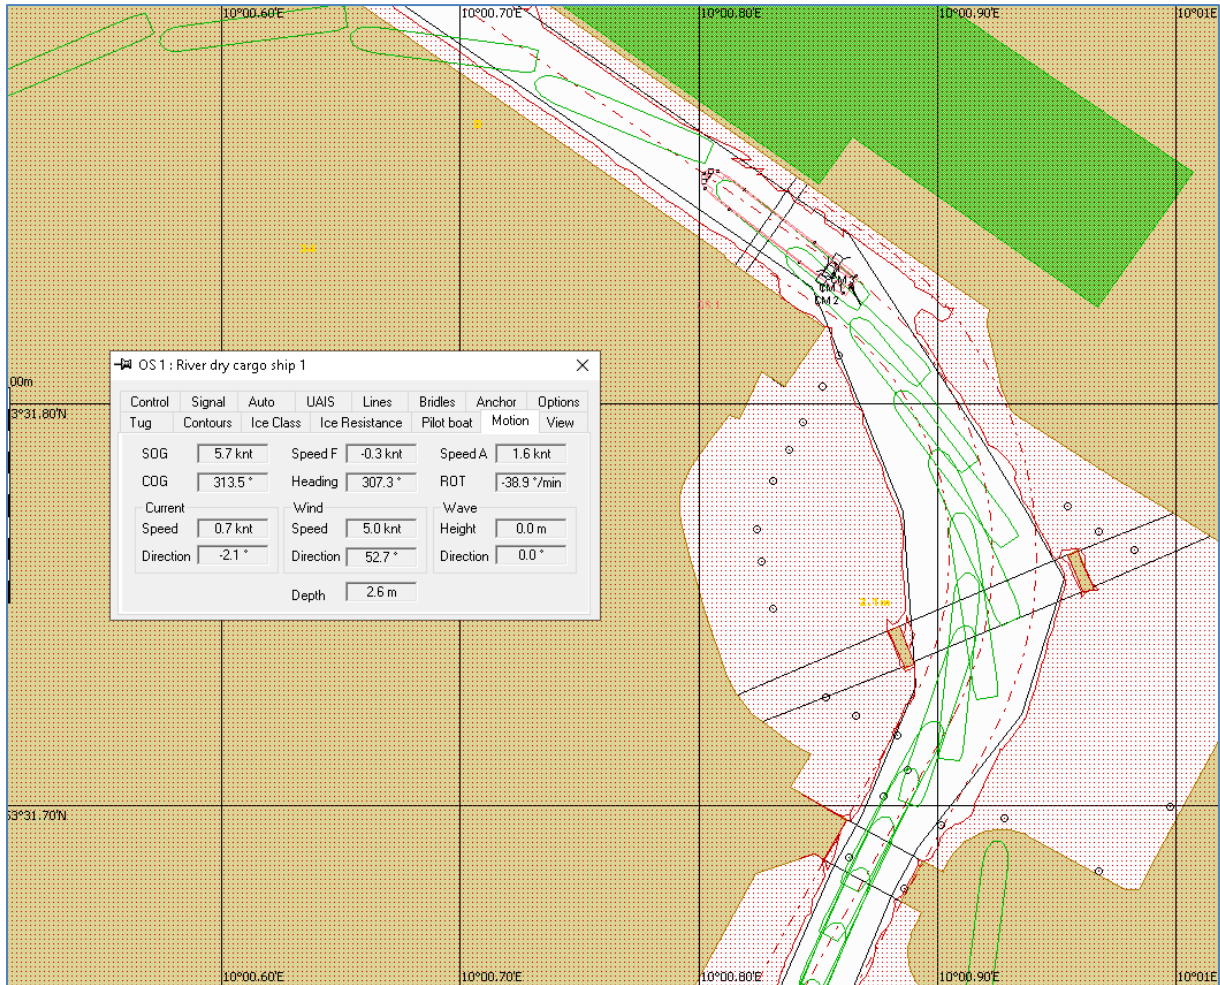 10°00.60'E 10°00.70'E 10°00.80'E 10°00.90'E 10°01'E
OS 1 : River dry cargo ship 1
Control Signal Auto UAIS Lines Bridles Anchor Options
Tug Contours Ice Class Ice Resistance Pilot boat Motion View
SOG 5.7 knt Speed F -0.3 knt Speed A 1.6 knt
COG 313.5 ° Heading 307.3 ° ROT -38.9 °/min
Current Wind Wave
Speed 0.7 knt Speed 5.0 knt Height 0.0 m
Direction -2.1 ° Direction 52.7 ° Direction 0.0 °
Depth 2.6 m
CM 2
00m
3°31.80'N
2.1m
53°31.70'N
10°00.60'E 10°00.70'E 10°00.80'E 10°00.90'E 10°01'E